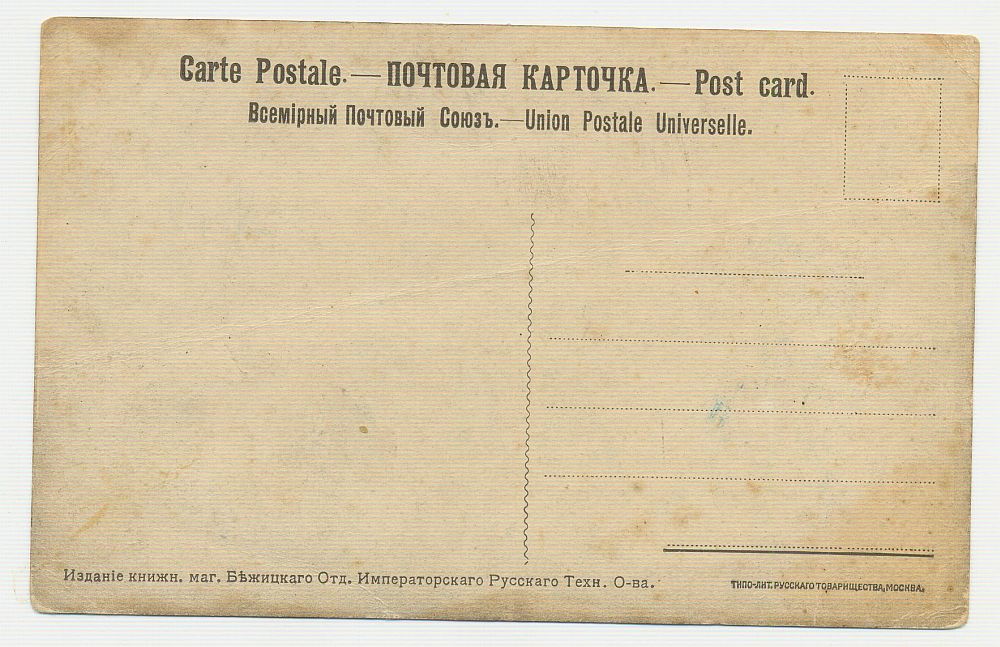 Carte Postale.—ПОЧТОВАЯ КАРТОЧКА.—Post card.
Всемірный Почтовый Союзъ.—Union Postale Universelle.
Изданіе книжн. маг. Бѣжицкаго Отд. Императорскаго Русскаго Техн. О-ва.
ТИПО-ЛИТ. РУССКАГО ТОВАРИЩЕСТВА, МОСКВА.